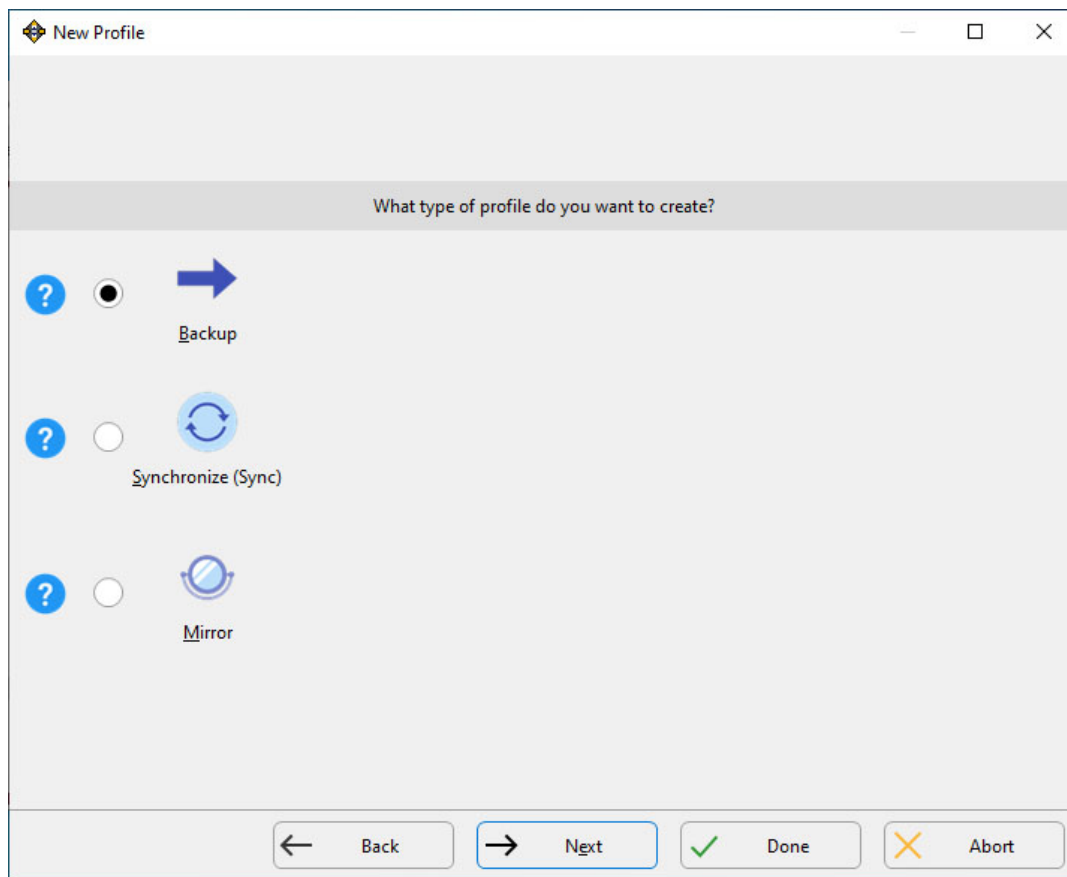 New Profile
What type of profile do you want to create?
?
Backup
?
Synchronize (Sync)
?
Mirror
Back
Next
Done
Abort